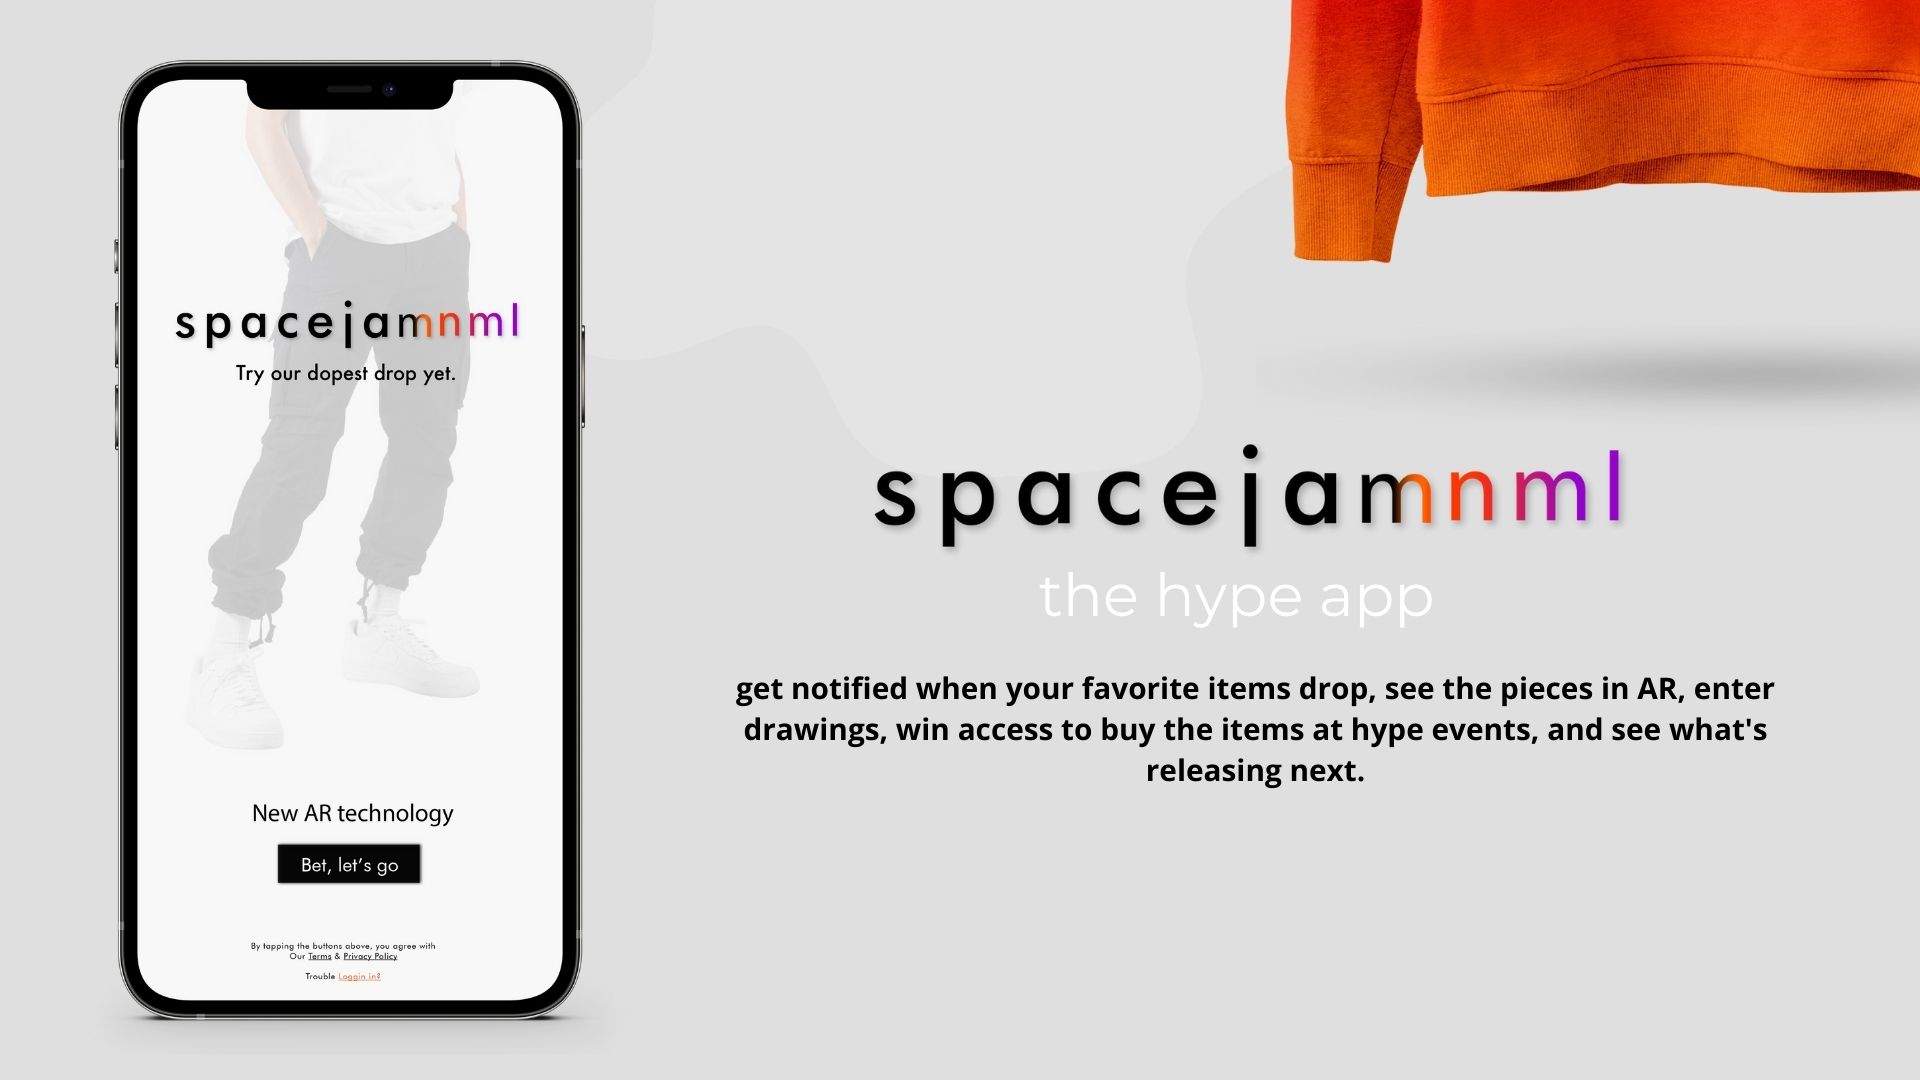 spacejamnml
Try our dopest drop yet.
New AR technology
Bet, let's go
By tapping the buttons above, you agree with
Our Terms & Privacy Policy
Trouble Loggin in?
spacejamnml
the hype app
get notified when your favorite items drop, see the pieces in AR, enter
drawings, win access to buy the items at hype events, and see what's
releasing next.